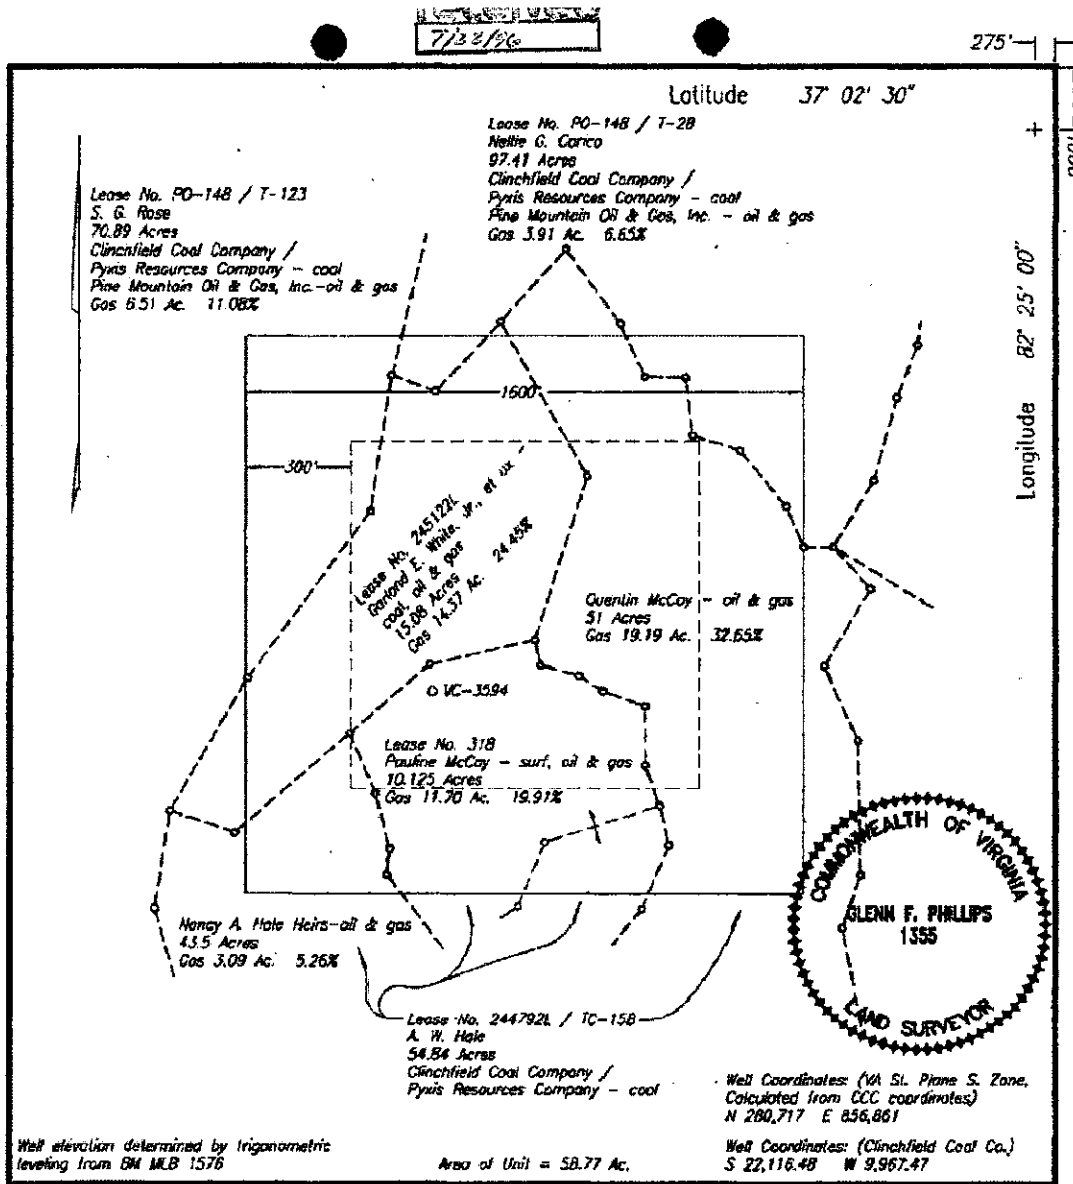 7/22/96
275'
Latitude 37° 02' 30"
Lease No. PO-148 / T-28
Nellie G. Carico
97.41 Acres
Clinchfield Coal Company /
Pyxis Resources Company - coal
Pine Mountain Oil & Gas, Inc. - oil & gas
Gas 3.91 Ac. 6.65%
Lease No. PO-148 / T-123
S. G. Rose
70.89 Acres
Clinchfield Coal Company /
Pyxis Resources Company - coal
Pine Mountain Oil & Gas, Inc.-oil & gas
Gas 6.51 Ac. 11.08%
Longitude 82° 25' 00"
1600'
300'
Lease No. 245122L
Garland E. White, Jr., et ux
coal, oil & gas
15.08 Acres
Gas 14.37 Ac. 24.45%
Quentin McCoy - oil & gas
51 Acres
Gas 19.19 Ac. 32.65%
VC-3594
Lease No. 318
Pauline McCoy - surf, oil & gas
10.125 Acres
Gas 11.70 Ac. 19.91%
COMMONWEALTH OF VIRGINIA
GLENN F. PHILLIPS
1355
LAND SURVEYOR
Nancy A. Hale Heirs-oil & gas
43.5 Acres
Gas 3.09 Ac. 5.26%
Lease No. 244792L / TC-158
A. W. Hale
54.84 Acres
Clinchfield Coal Company /
Pyxis Resources Company - coal
Well Coordinates: (VA St. Plane S. Zone,
Calculated from CCC coordinates)
N 280,717 E 856,861
Well elevation determined by trigonometric
leveling from BM MLB 1576
Area of Unit = 58.77 Ac.
Well Coordinates: (Clinchfield Coal Co.)
S 22,116.48 W 9,967.47